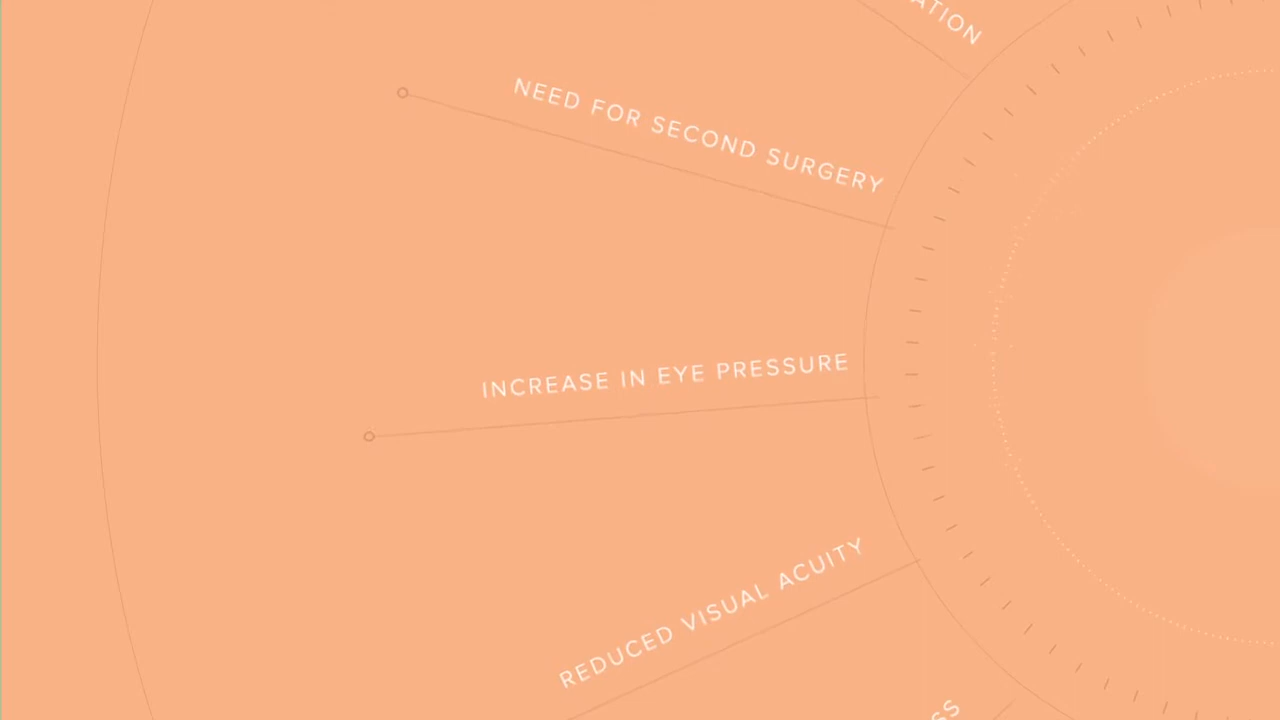 NEED FOR SECOND SURGERY
INCREASE IN EYE PRESSURE
REDUCED VISUAL ACUITY